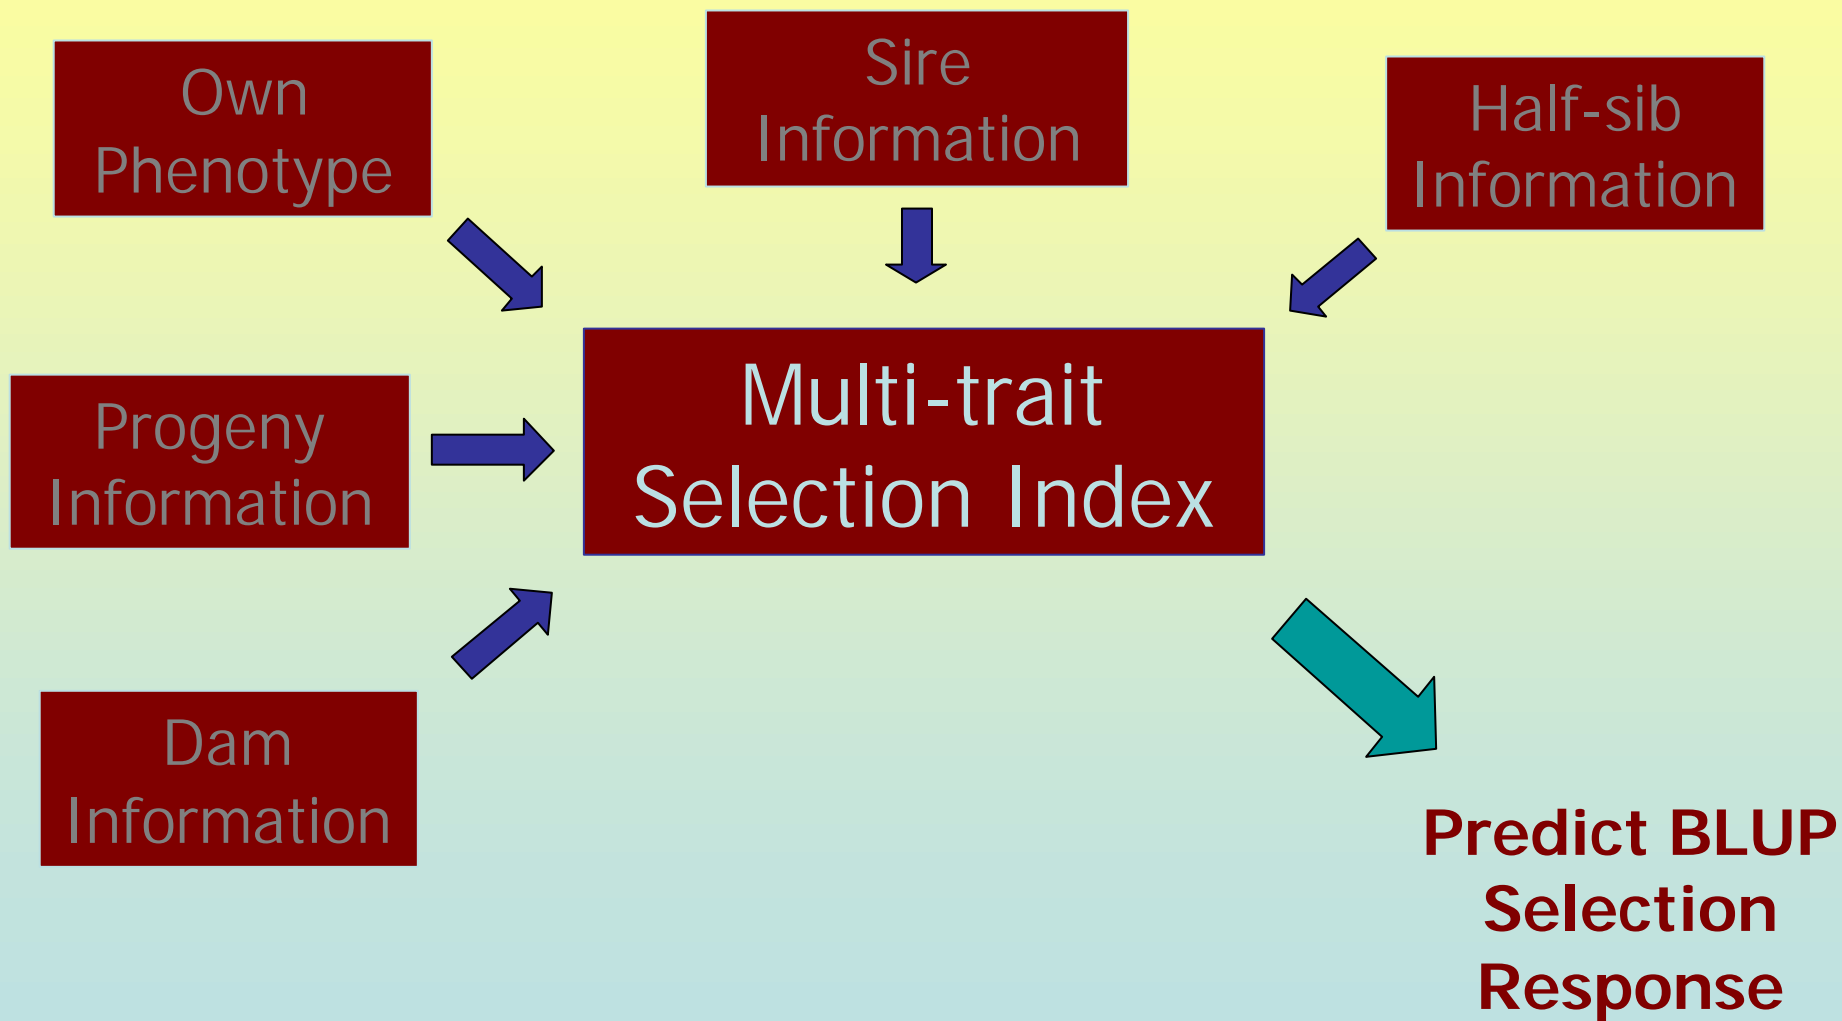 Own
Phenotype
Sire
Information
Half-sib
Information
Progeny
Information
Multi-trait
Selection Index
Dam
Information
Predict BLUP
Selection
Response